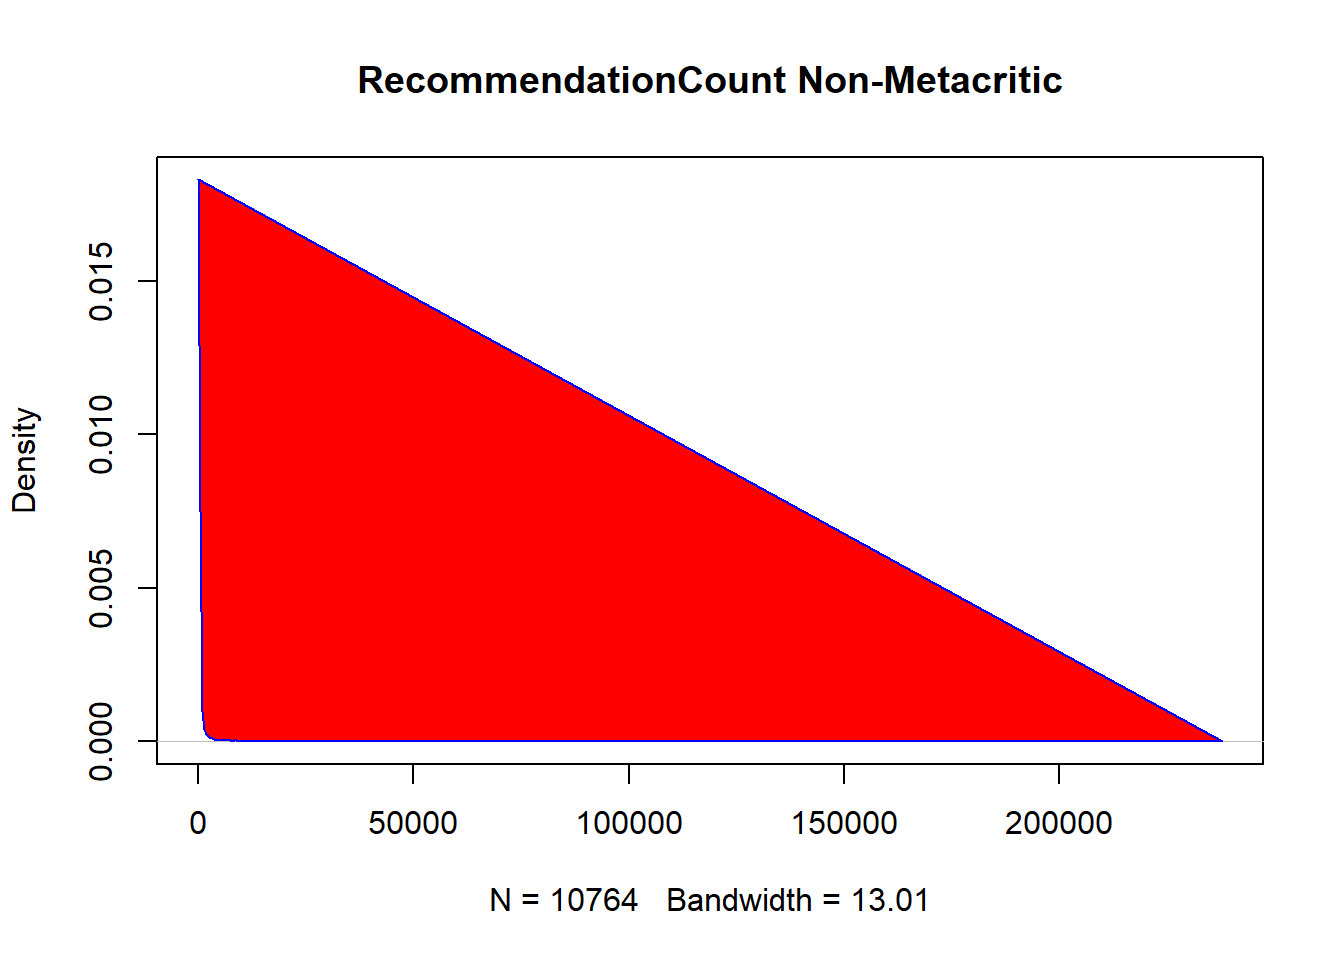 RecommendationCount Non-Metacritic
Density
0.015
0.010
0.005
0.000
0 50000 100000 150000 200000
N = 10764 Bandwidth = 13.01